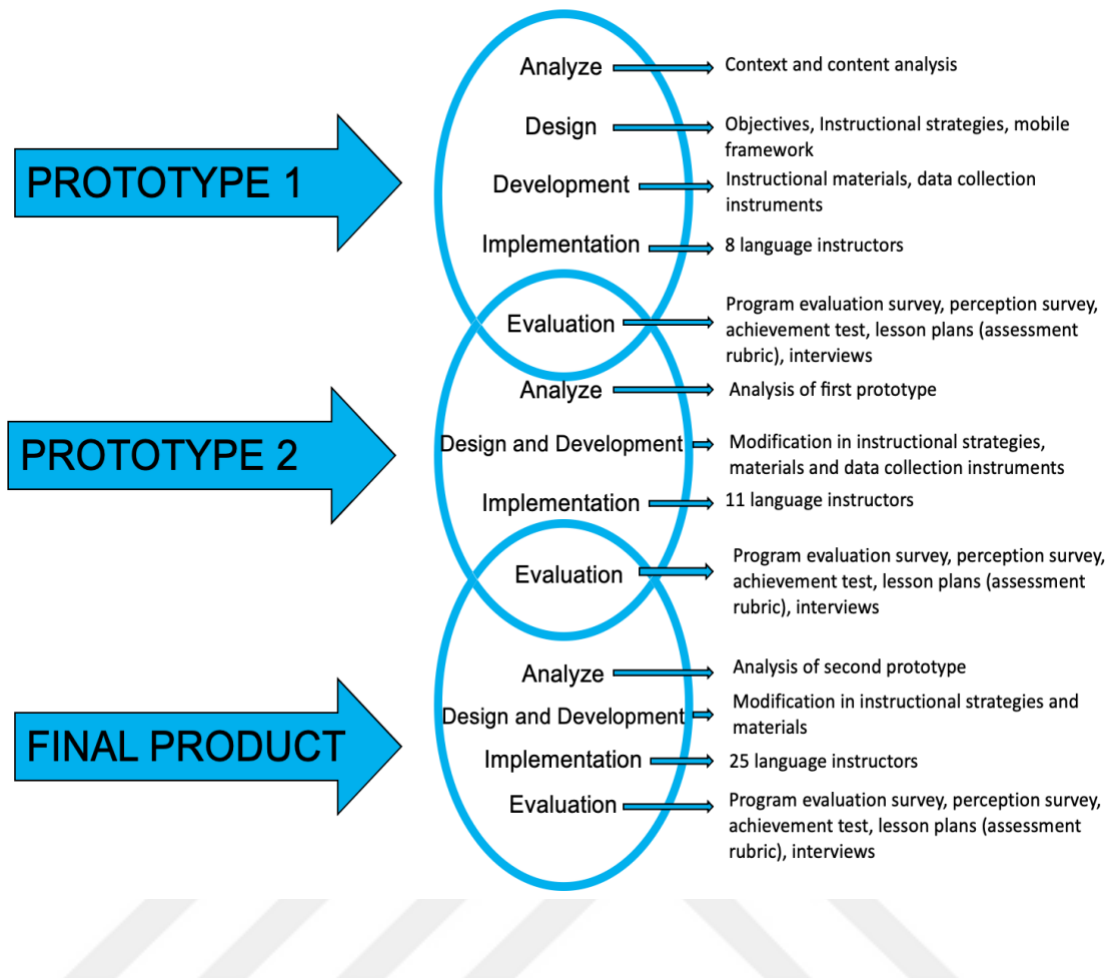 Analyze
Context and content analysis
Design
Objectives, Instructional strategies, mobile
framework
PROTOTYPE 1
Development
Instructional materials, data collection
instruments
Implementation
8 language instructors
Evaluation
Program evaluation survey, perception survey,
achievement test, lesson plans (assessment
rubric), interviews
Analyze
Analysis of first prototype
PROTOTYPE 2
Design and Development
Modification in instructional strategies,
materials and data collection instruments
Implementation
11 language instructors
Evaluation
Program evaluation survey, perception survey,
achievement test, lesson plans (assessment
rubric), interviews
Analyze
Analysis of second prototype
Design and Development
Modification in instructional strategies and
materials
FINAL PRODUCT
Implementation
25 language instructors
Evaluation
Program evaluation survey, perception survey,
achievement test, lesson plans (assessment
rubric), interviews